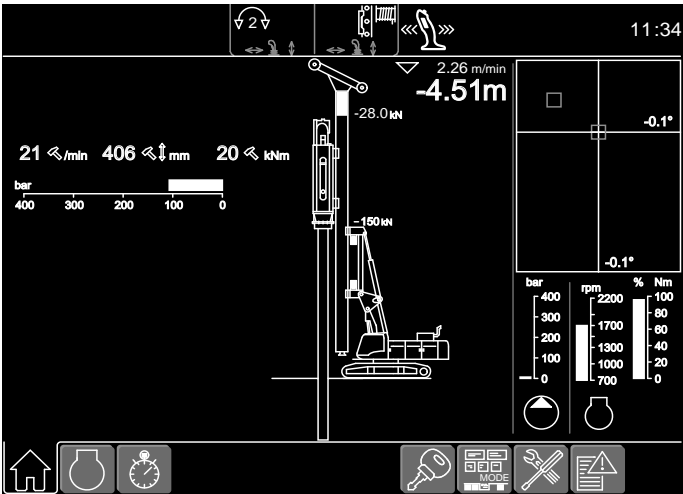 2
11:34
2.26 m/min
-4.51m
-28.0 kN
-0.1°
21 /min 406 mm 20 kNm
bar
400 300 200 100 0
-150 kN
-0.1°
bar
400
300
200
100
0
rpm
2200
1700
1300
1000
700
% Nm
100
80
60
40
20
0
MODE